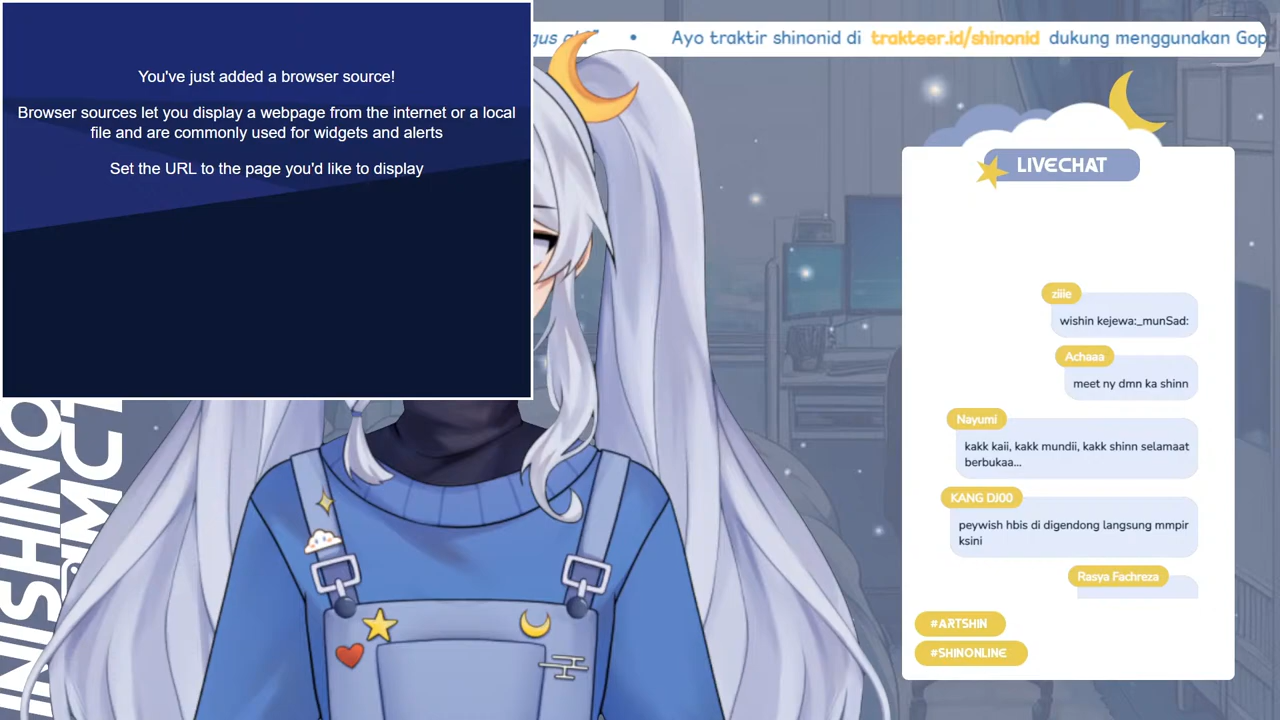 You've just added a browser source!
Browser sources let you display a webpage from the internet or a local
file and are commonly used for widgets and alerts
Set the URL to the page you'd like to display
gus
• Ayo traktir shinonid di trakteer.id/shinonid dukung menggunakan Gop
LIVECHAT
ziiie
wishin kejewa:_munSad:
Achaaa
meet ny dmn ka shinn
Nayumi
kakk kaii, kakk mundii, kakk shinn selamaat
berbukaa...
KANG DJ00
peywish hbis di digendong langsung mmpir
ksini
Rasya Fachreza
#ARTSHIN
#SHINONLINE